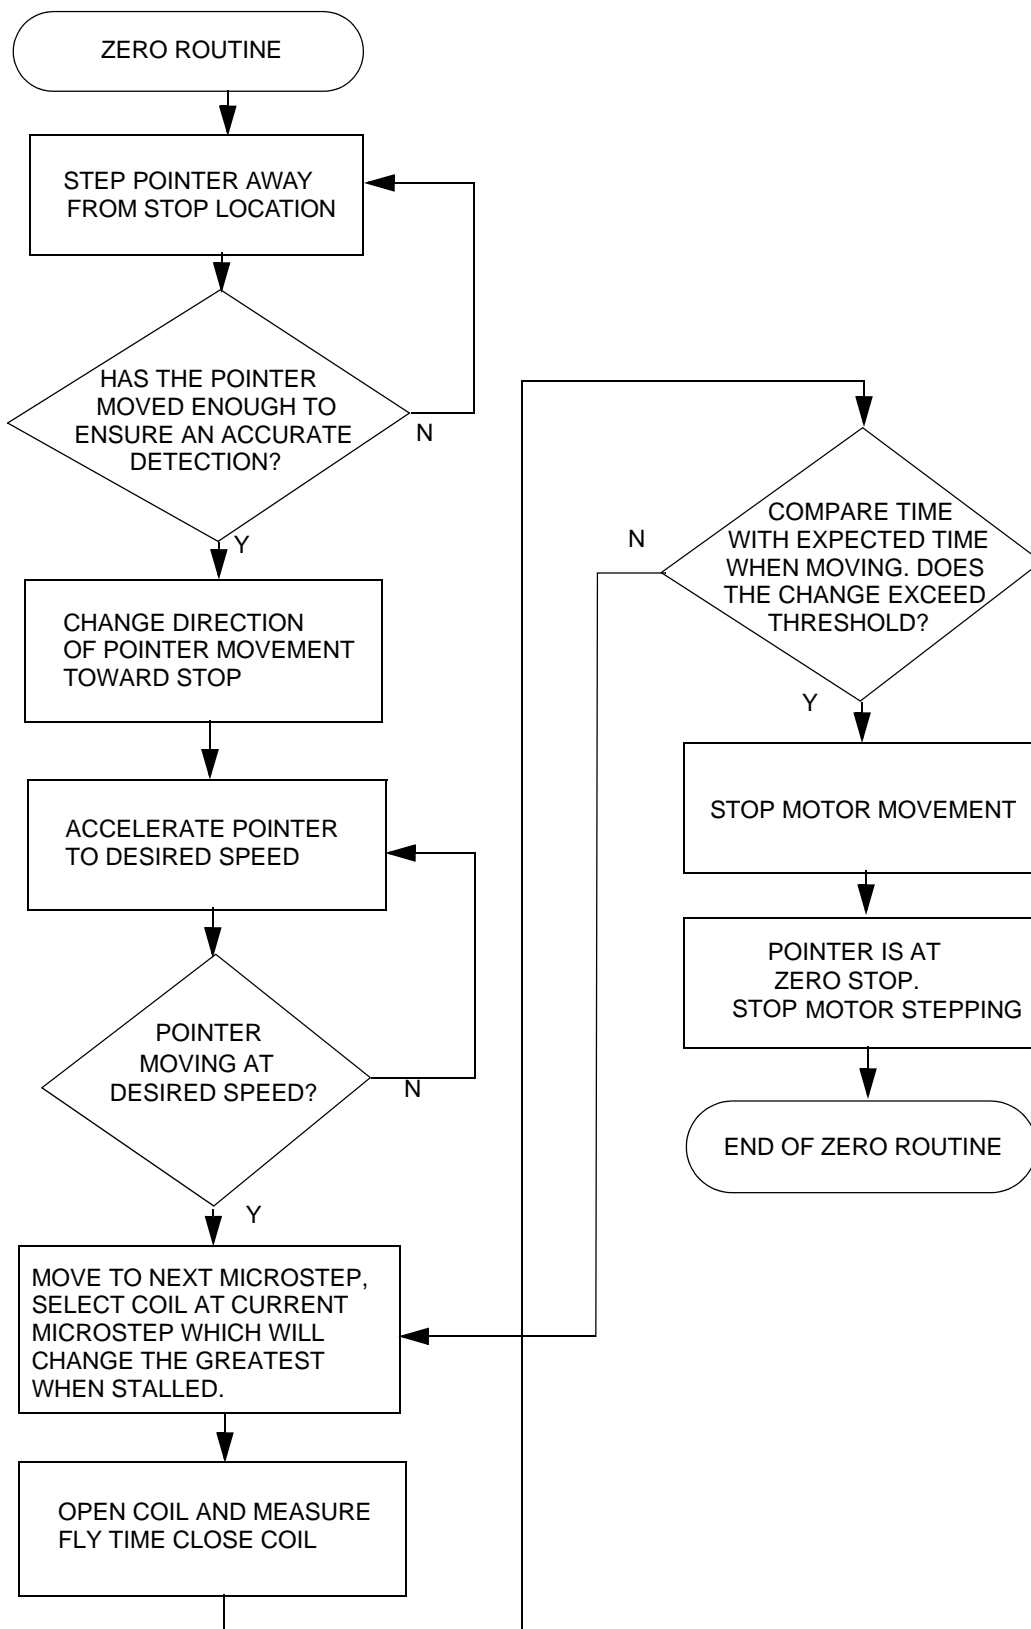 ZERO ROUTINE
STEP POINTER AWAY
FROM STOP LOCATION
HAS THE POINTER
MOVED ENOUGH TO
ENSURE AN ACCURATE
DETECTION?
N
Y
CHANGE DIRECTION
OF POINTER MOVEMENT
TOWARD STOP
ACCELERATE POINTER
TO DESIRED SPEED
POINTER
MOVING AT
DESIRED SPEED?
N
Y
MOVE TO NEXT MICROSTEP,
SELECT COIL AT CURRENT
MICROSTEP WHICH WILL
CHANGE THE GREATEST
WHEN STALLED.
OPEN COIL AND MEASURE
FLY TIME CLOSE COIL
COMPARE TIME
WITH EXPECTED TIME
WHEN MOVING. DOES
THE CHANGE EXCEED
THRESHOLD?
N
Y
STOP MOTOR MOVEMENT
POINTER IS AT
ZERO STOP.
STOP MOTOR STEPPING
END OF ZERO ROUTINE